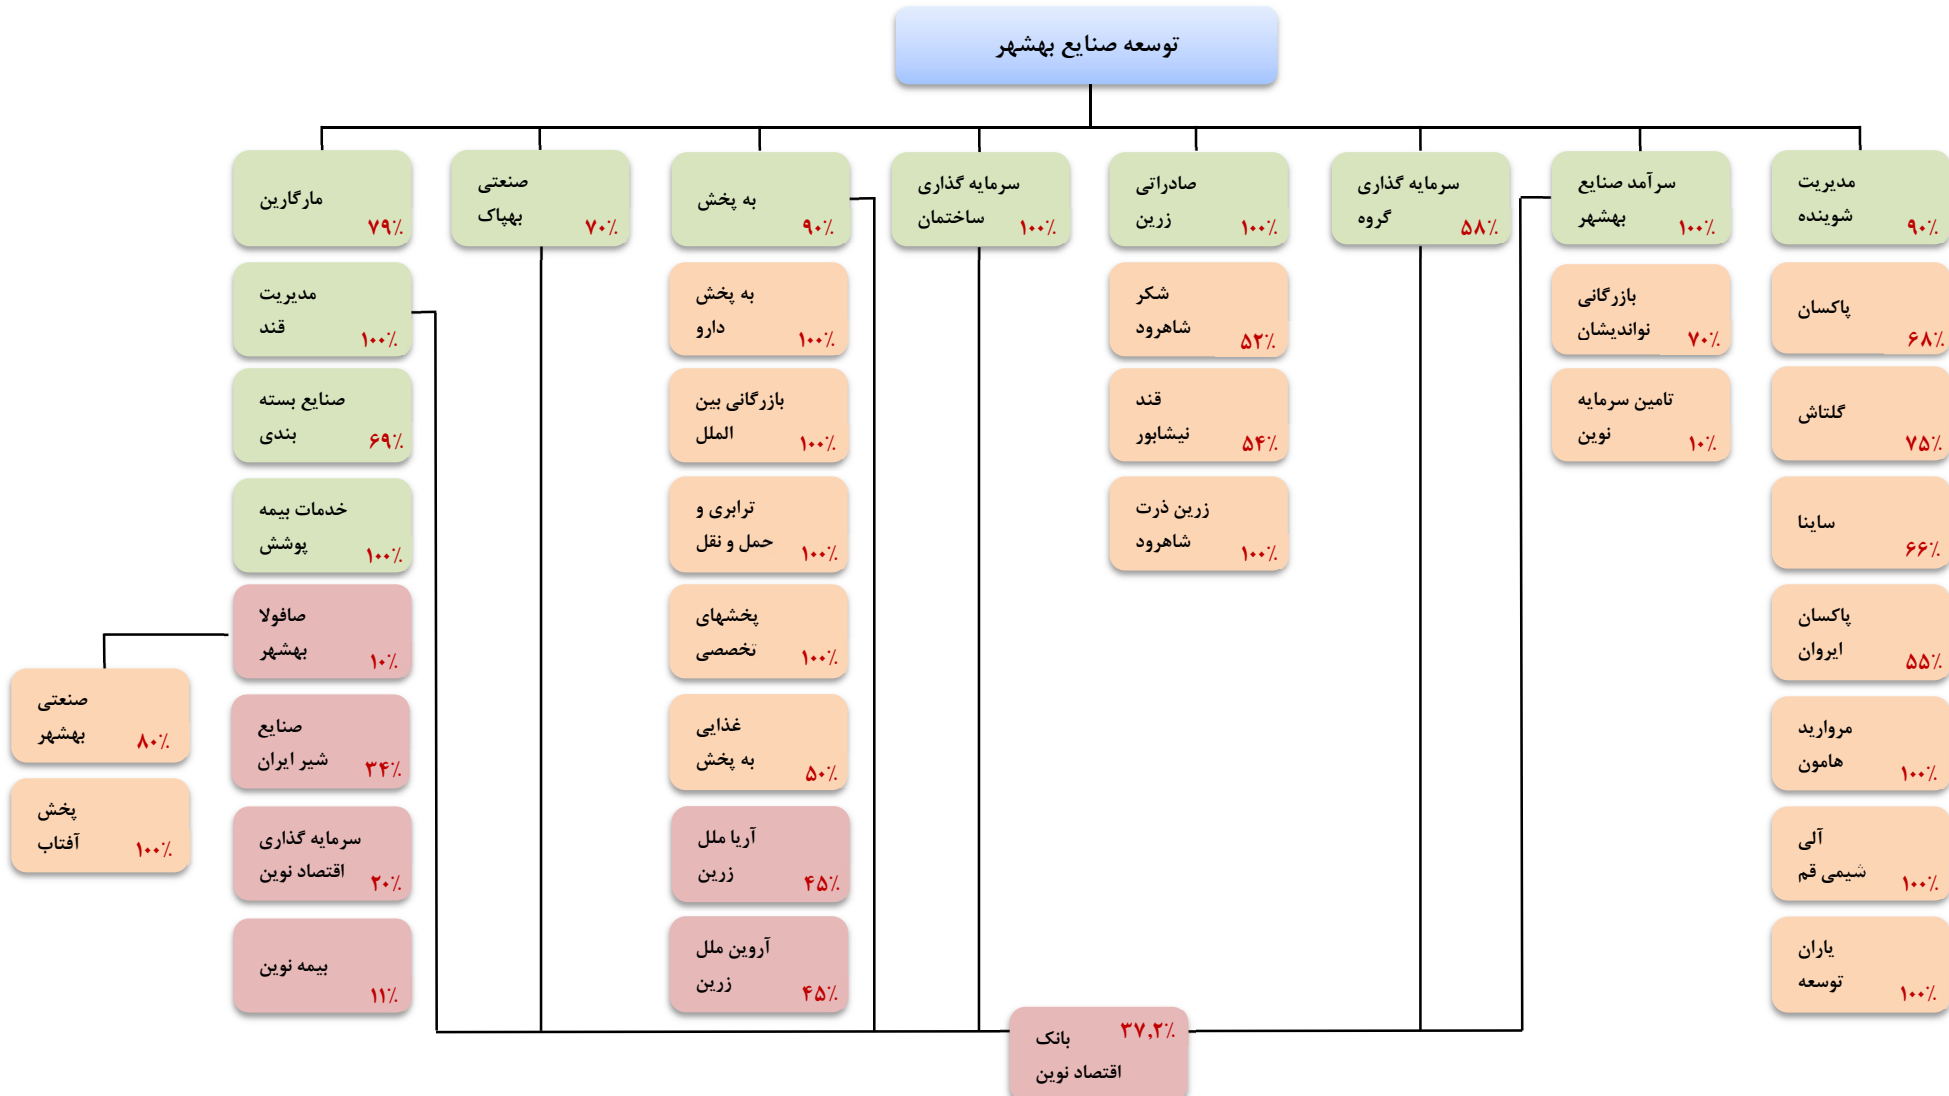 توسعه صنایع بهشهر
مدیریت
شوینده
۹۰٪
پاکسان
۶۸٪
گلتاش
۷۵٪
ساینا
۶۶٪
پاکسان
ایروان
۵۵٪
مروارید
هامون
۱۰۰٪
آلی
شیمی قم
۱۰۰٪
یاران
توسعه
۱۰۰٪
سرآمد صنایع
بهشهر
۱۰۰٪
بازرگانی
نواندیشان
۷۰٪
تامین سرمایه
نوین
۱۰٪
سرمایه گذاری
گروه
۵۸٪
صادراتی
زرین
۱۰۰٪
شکر
شاهرود
۵۲٪
قند
نیشابور
۵۴٪
زرین ذرت
شاهرود
۱۰۰٪
سرمایه گذاری
ساختمان
۱۰۰٪
به پخش
۹۰٪
به پخش
دارو
۱۰۰٪
بازرگانی بین
الملل
۱۰۰٪
ترابری و
حمل و نقل
۱۰۰٪
پخشهای
تخصصی
۱۰۰٪
غذایی
به پخش
۵۰٪
آریا ملل
زرین
۴۵٪
آروین ملل
زرین
۴۵٪
صنعتی
بهپاک
۷۰٪
مارگارین
۷۹٪
مدیریت
قند
۱۰۰٪
صنایع بسته
بندی
۶۹٪
خدمات بیمه
پوشش
۱۰۰٪
صافولا
بهشهر
۱۰٪
صنایع
شیر ایران
۳۴٪
سرمایه گذاری
اقتصاد نوین
۲۰٪
بیمه نوین
۱۱٪
صنعتی
بهشهر
۸۰٪
پخش
آفتاب
۱۰۰٪
بانک
اقتصاد نوین
۳۷,۲٪